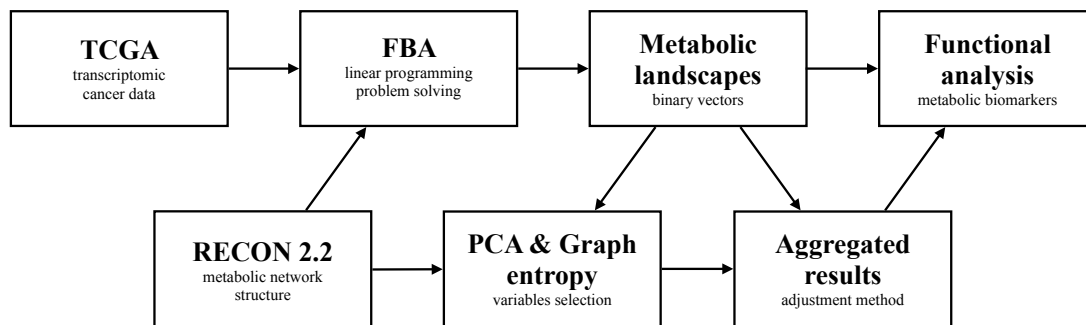 TCGA
transcriptomic
cancer data
FBA
linear programming
problem solving
Metabolic
landscapes
binary vectors
Functional
analysis
metabolic biomarkers
RECON 2.2
metabolic network
structure
PCA & Graph
entropy
variables selection
Aggregated
results
adjustment method